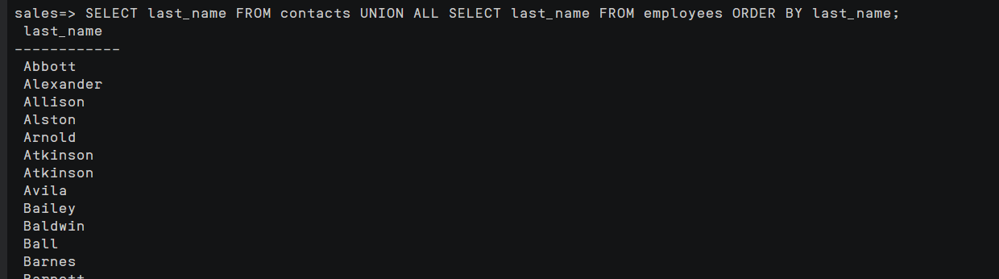 sales=> SELECT last_name FROM contacts UNION ALL SELECT last_name FROM employees ORDER BY last_name;
last_name
------------
Abbott
Alexander
Allison
Alston
Arnold
Atkinson
Atkinson
Avila
Bailey
Baldwin
Ball
Barnes